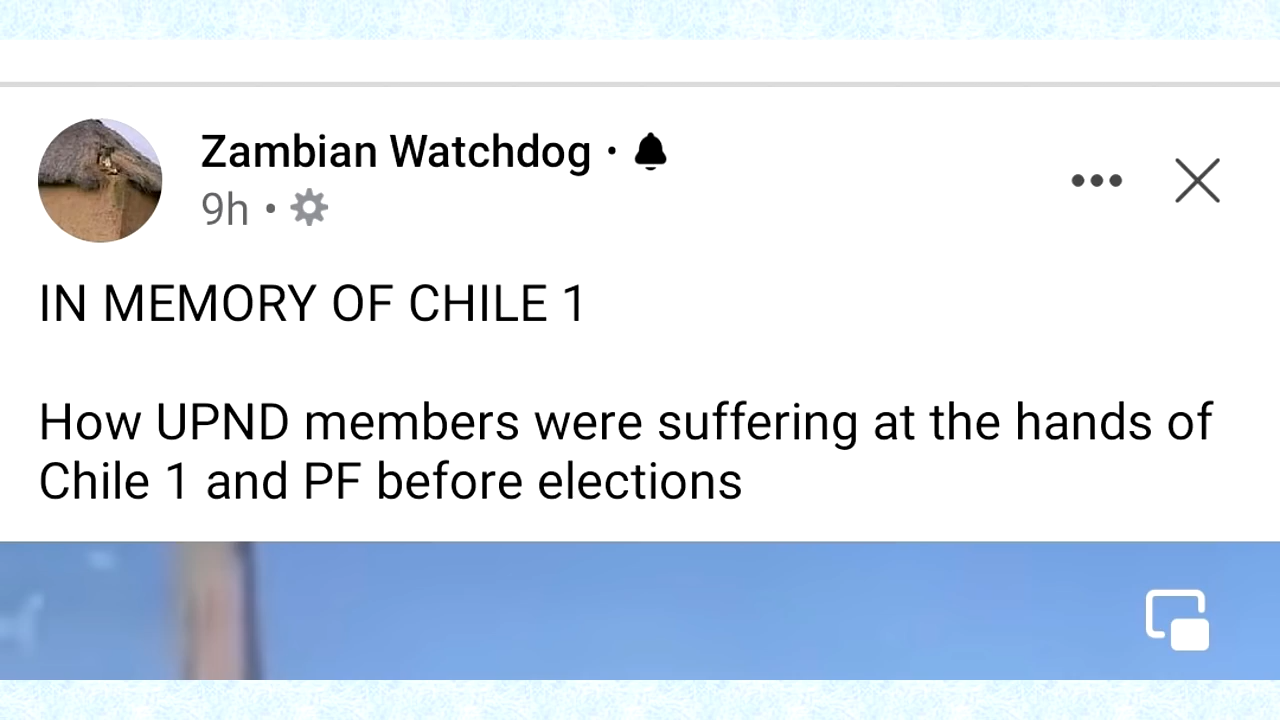 Zambian Watchdog ·
9h ·
IN MEMORY OF CHILE 1
How UPND members were suffering at the hands of
Chile 1 and PF before elections